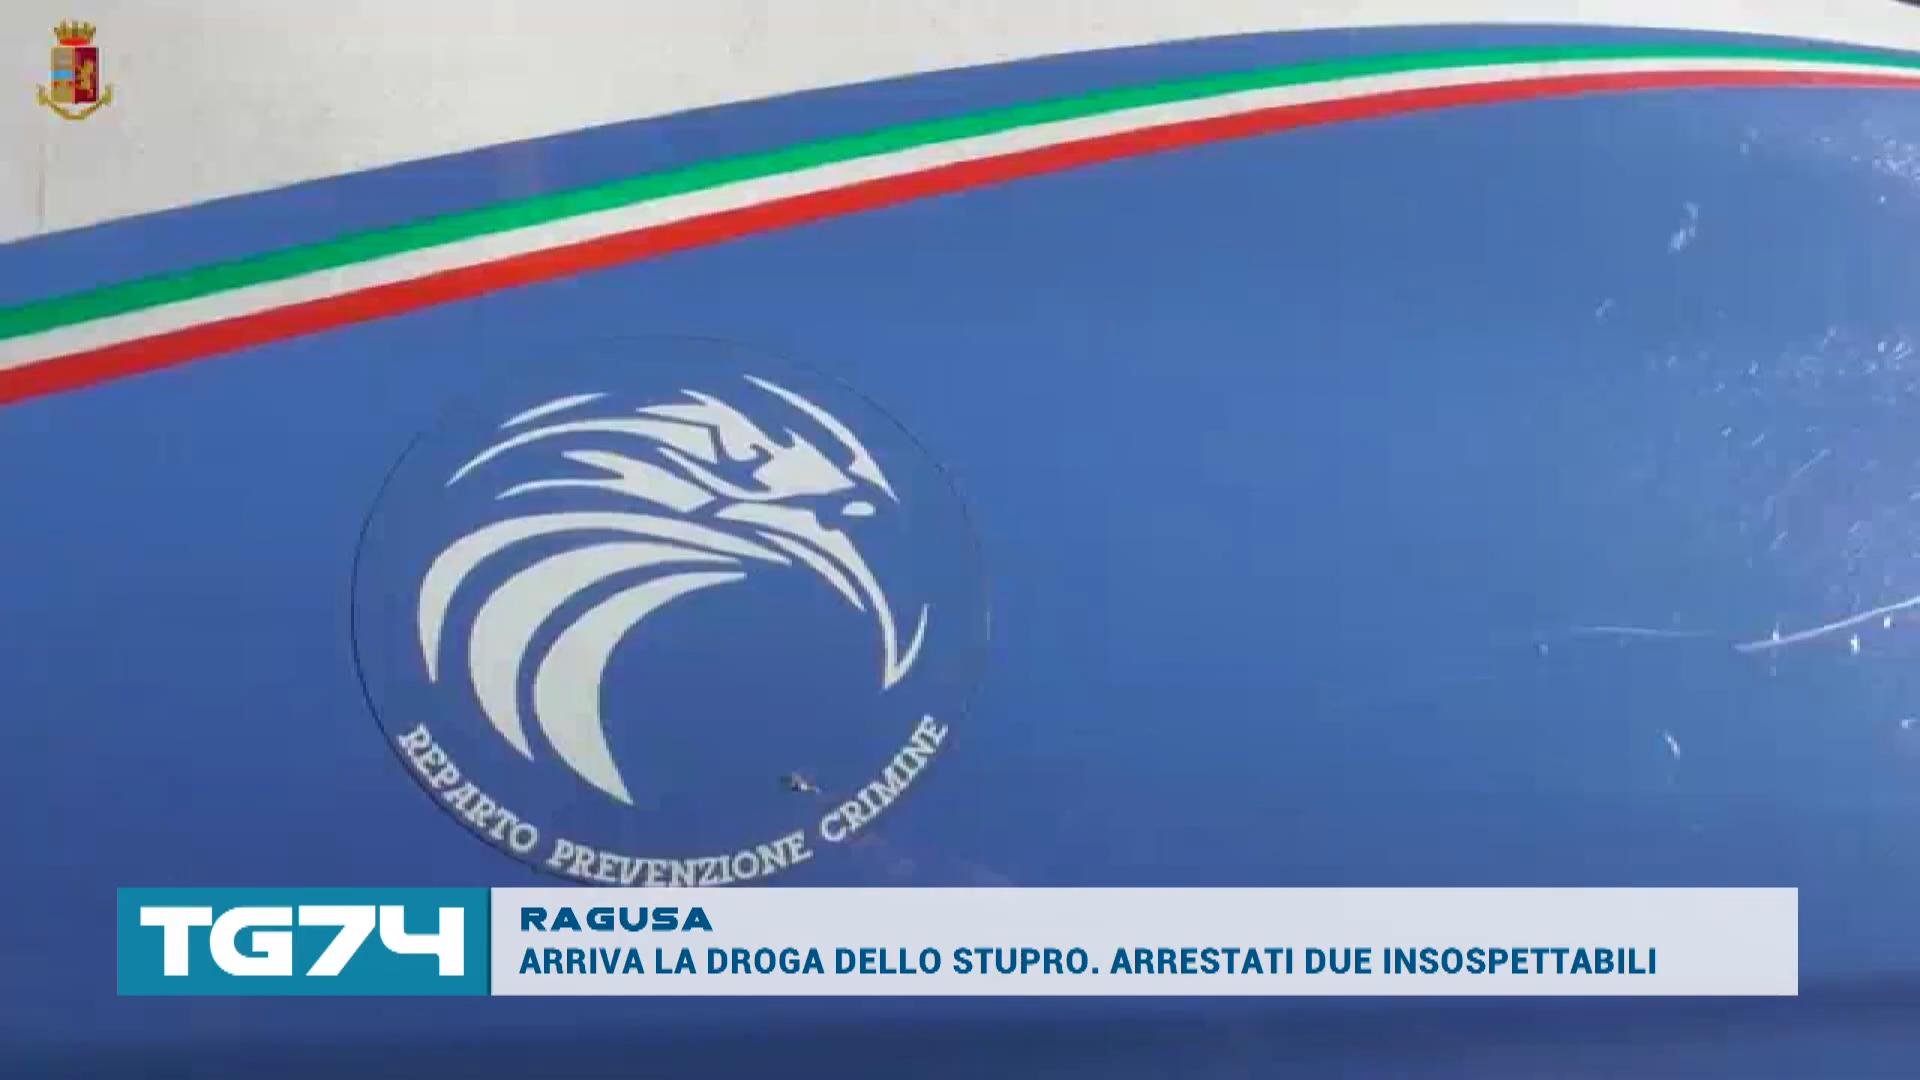 REPARTO PREVENZIONE CRIMINE
TG74
RAGUSA
ARRIVA LA DROGA DELLO STUPRO. ARRESTATI DUE INSOSPETTABILI